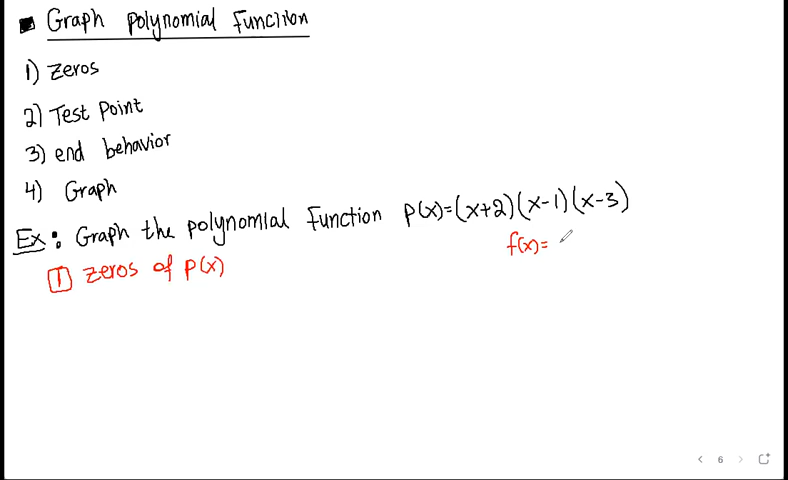 Graph Polynomial Function
1) Zeros
2) Test Point
3) end behavior
4) Graph
Ex: Graph the polynomial function P(x)=(x+2)(x-1)(x-3)
f(x)=
1 zeros of P(x)
6